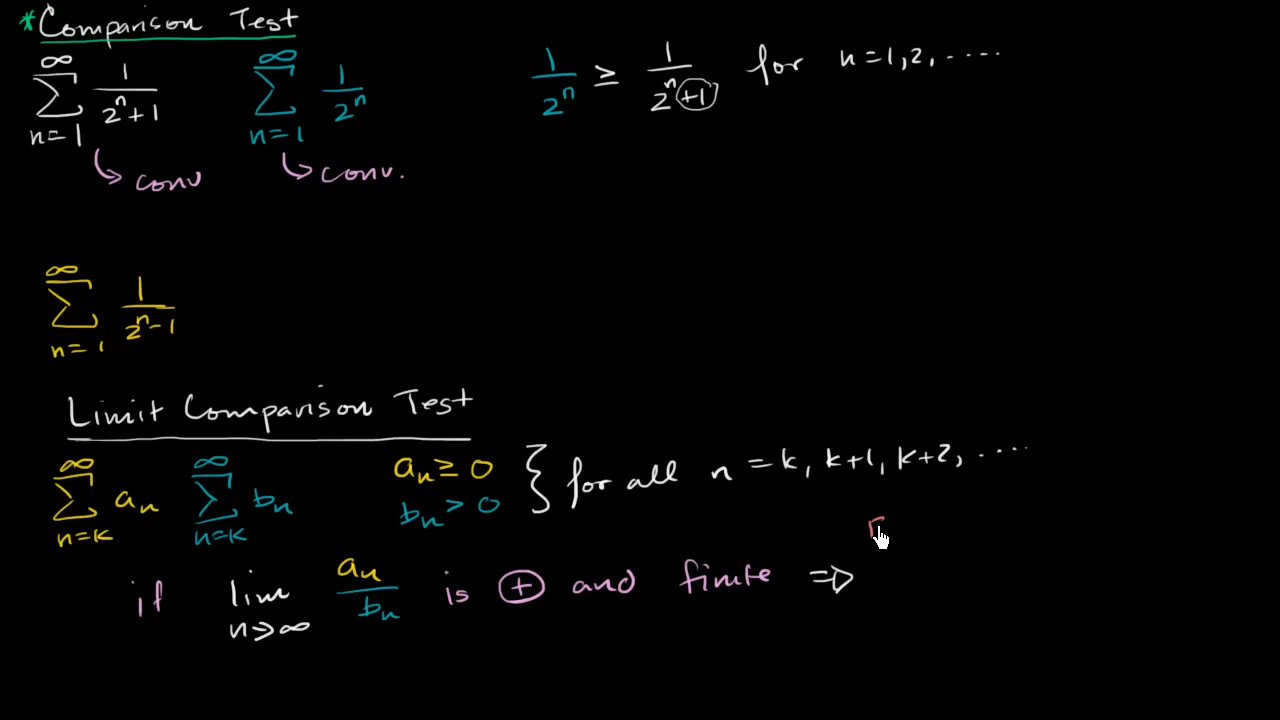 *Comparison Test
∞ ∑ n=1 1/(2^n+1) ∞ ∑ n=1 1/2^n 1/2^n ≥ 1/(2^n+1) for n=1,2,.....
↳ conv ↳ conv.
∞ ∑ n=1 1/(2^n-1)
Limit Comparison Test
∞ ∑ n=k a_n ∞ ∑ n=k b_n a_n ≥ 0 b_n > 0 } for all n = k, k+1, k+2, .....
if lim n→∞ a_n/b_n is + and finite ⇒